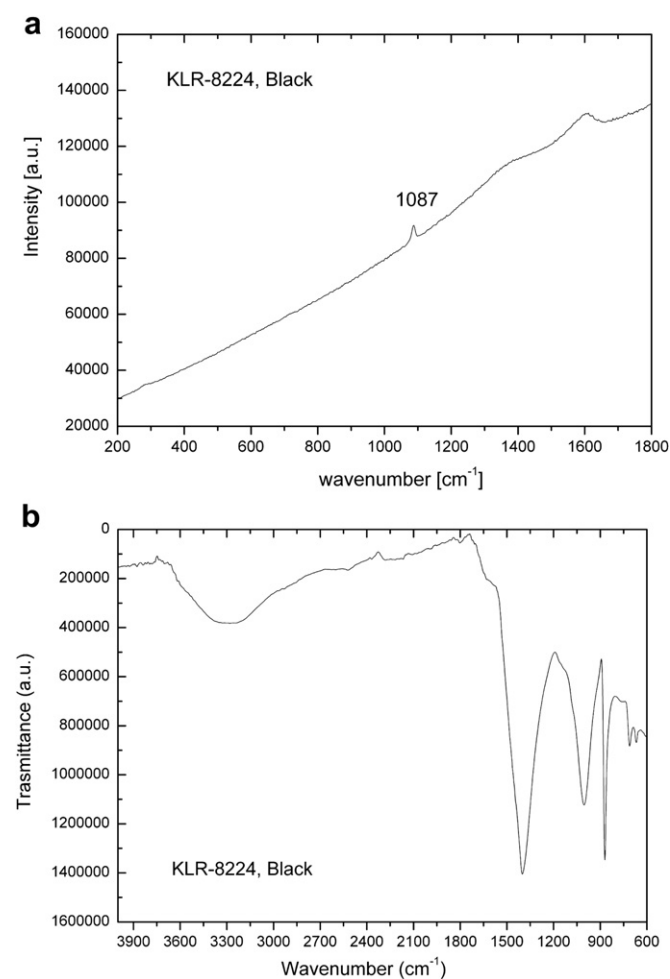 a
160000
KLR-8224, Black
140000
120000
1087
100000
80000
60000
40000
20000
Intensity [a.u.]
200 400 600 800 1000 1200 1400 1600 1800
wavenumber [cm⁻¹]
b
0
200000
400000
600000
800000
1000000
1200000
1400000
KLR-8224, Black
1600000
Trasmittance (a.u.)
3900 3600 3300 3000 2700 2400 2100 1800 1500 1200 900 600
Wavenumber (cm⁻¹)